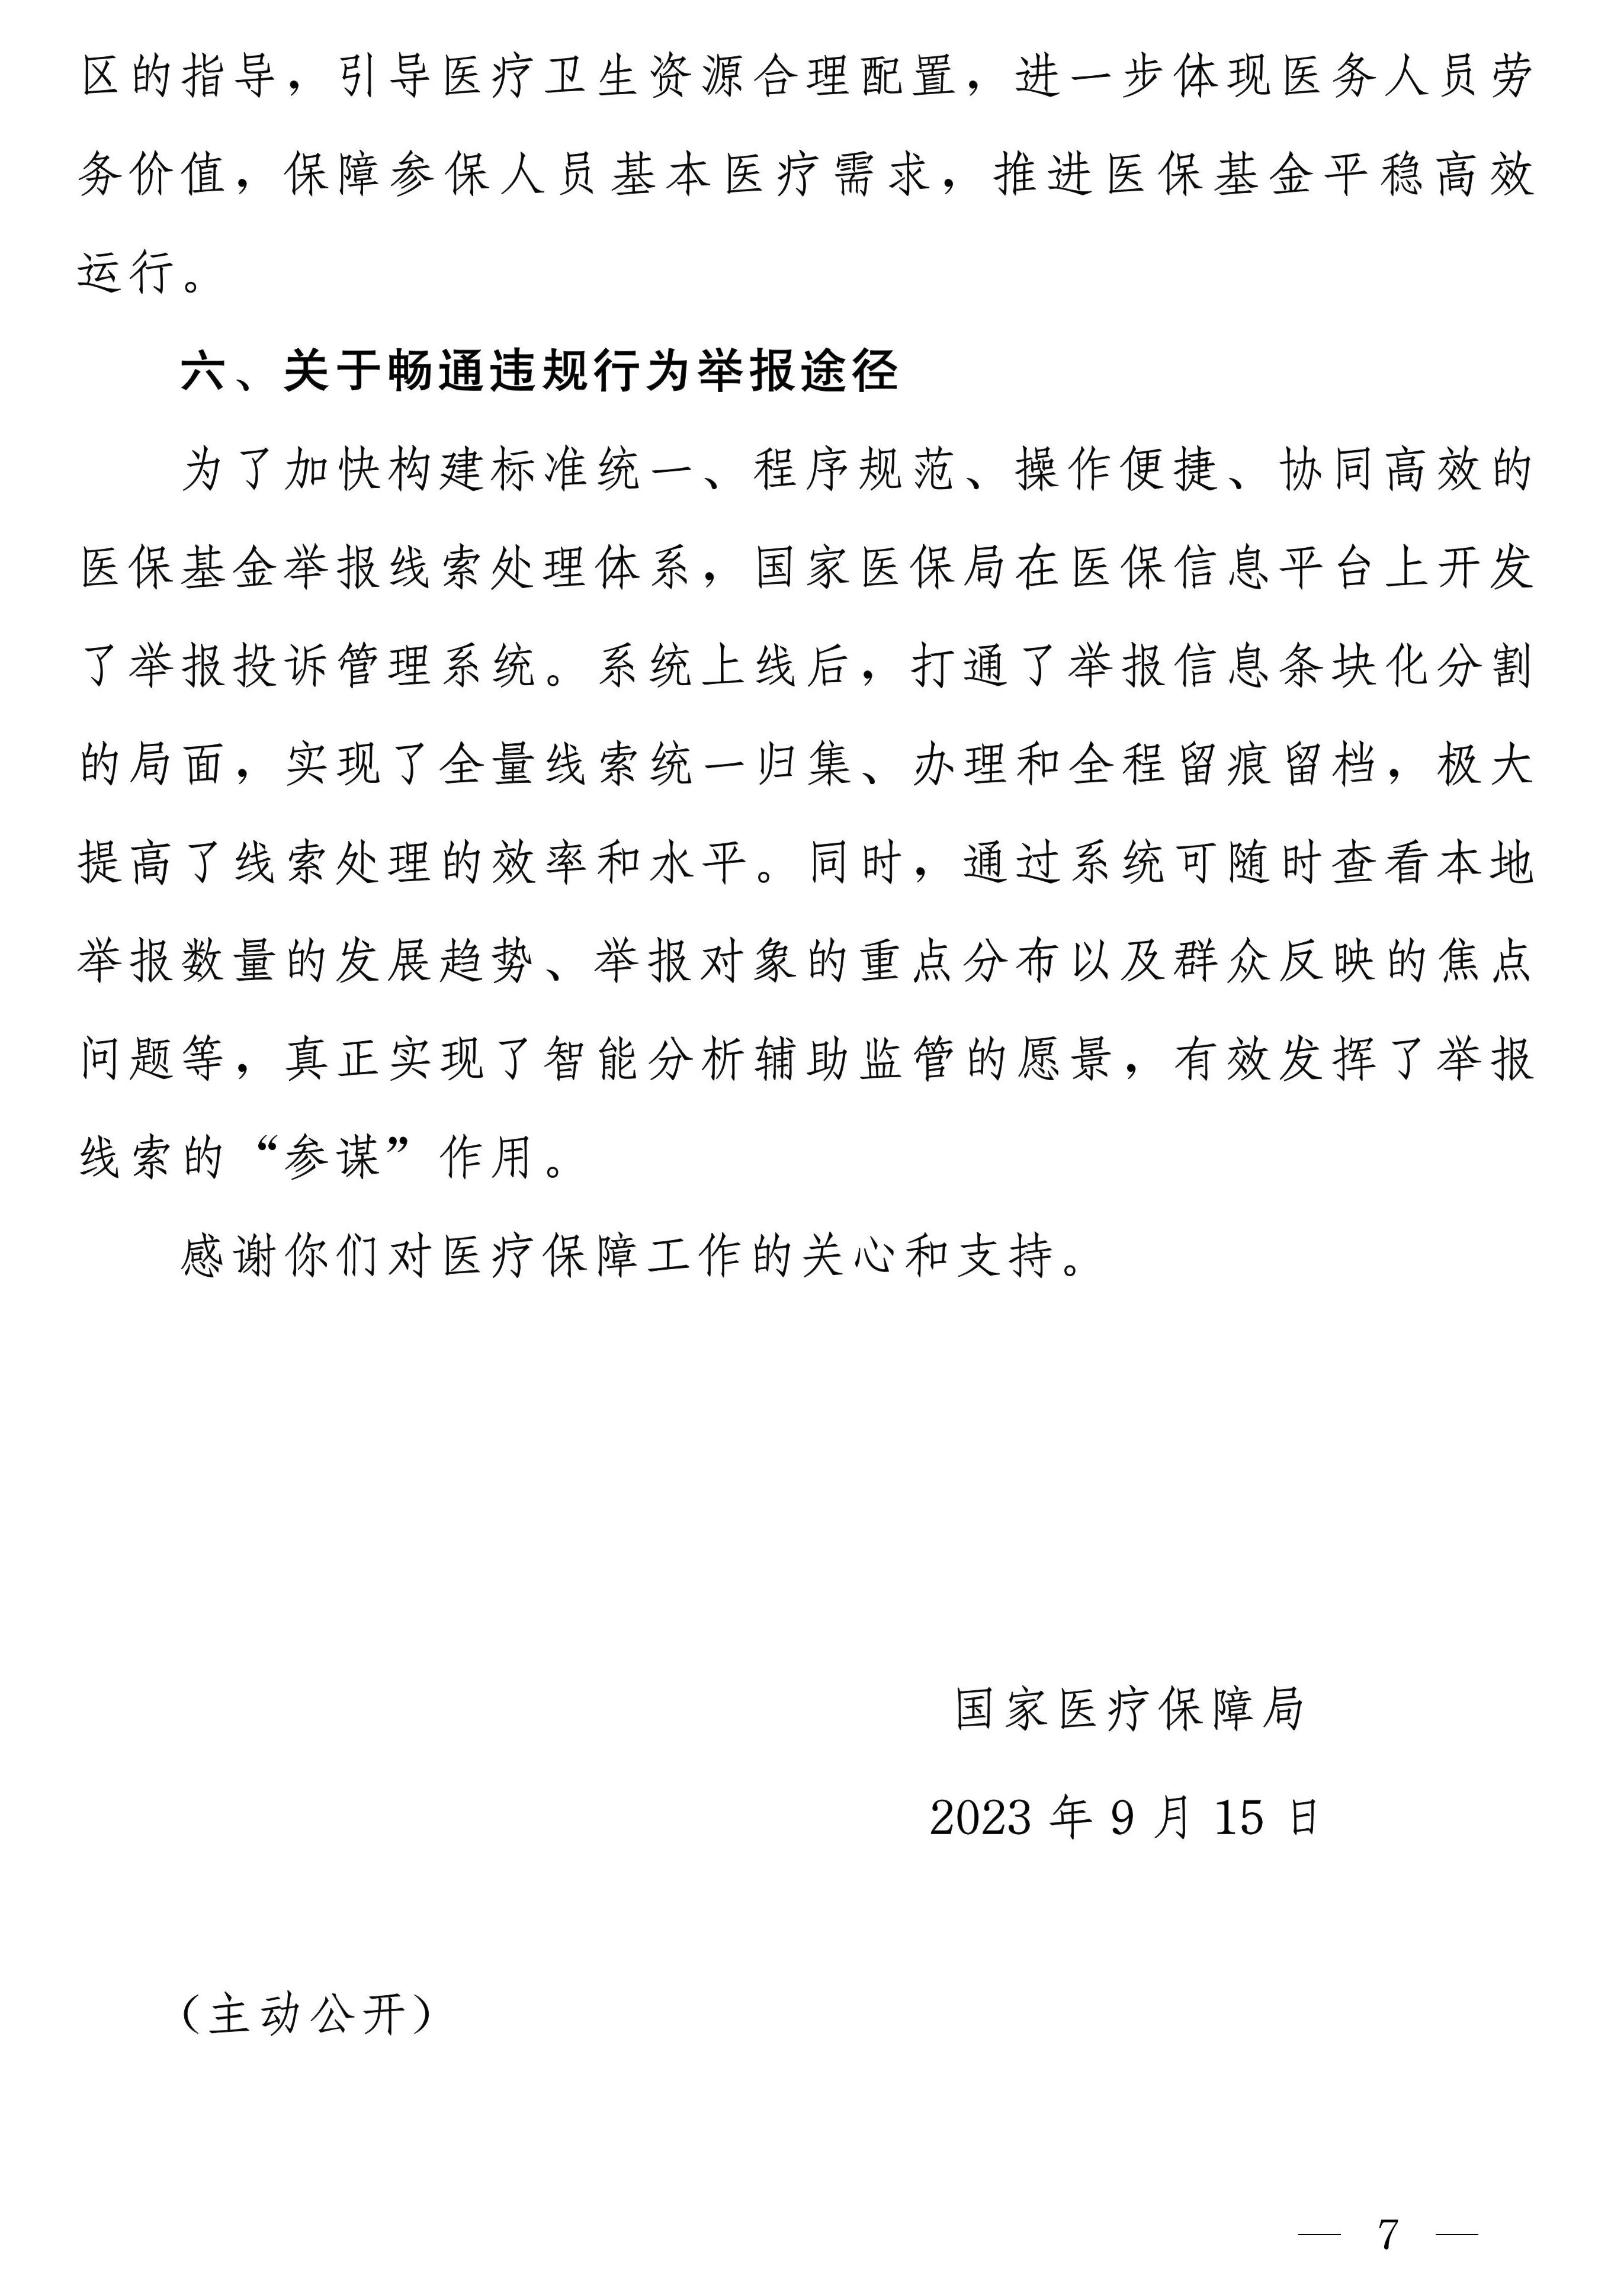 区的指导，引导医疗卫生资源合理配置，进一步体现医务人员劳
务价值，保障参保人员基本医疗需求，推进医保基金平稳高效
运行。
六、关于畅通违规行为举报途径
为了加快构建标准统一、程序规范、操作便捷、协同高效的
医保基金举报线索处理体系，国家医保局在医保信息平台上开发
了举报投诉管理系统。系统上线后，打通了举报信息条块化分割
的局面，实现了全量线索统一归集、办理和全程留痕留档，极大
提高了线索处理的效率和水平。同时，通过系统可随时查看本地
举报数量的发展趋势、举报对象的重点分布以及群众反映的焦点
问题等，真正实现了智能分析辅助监管的愿景，有效发挥了举报
线索的“参谋”作用。
感谢你们对医疗保障工作的关心和支持。
国家医疗保障局
2023 年 9 月 15 日
（主动公开）
— 7 —